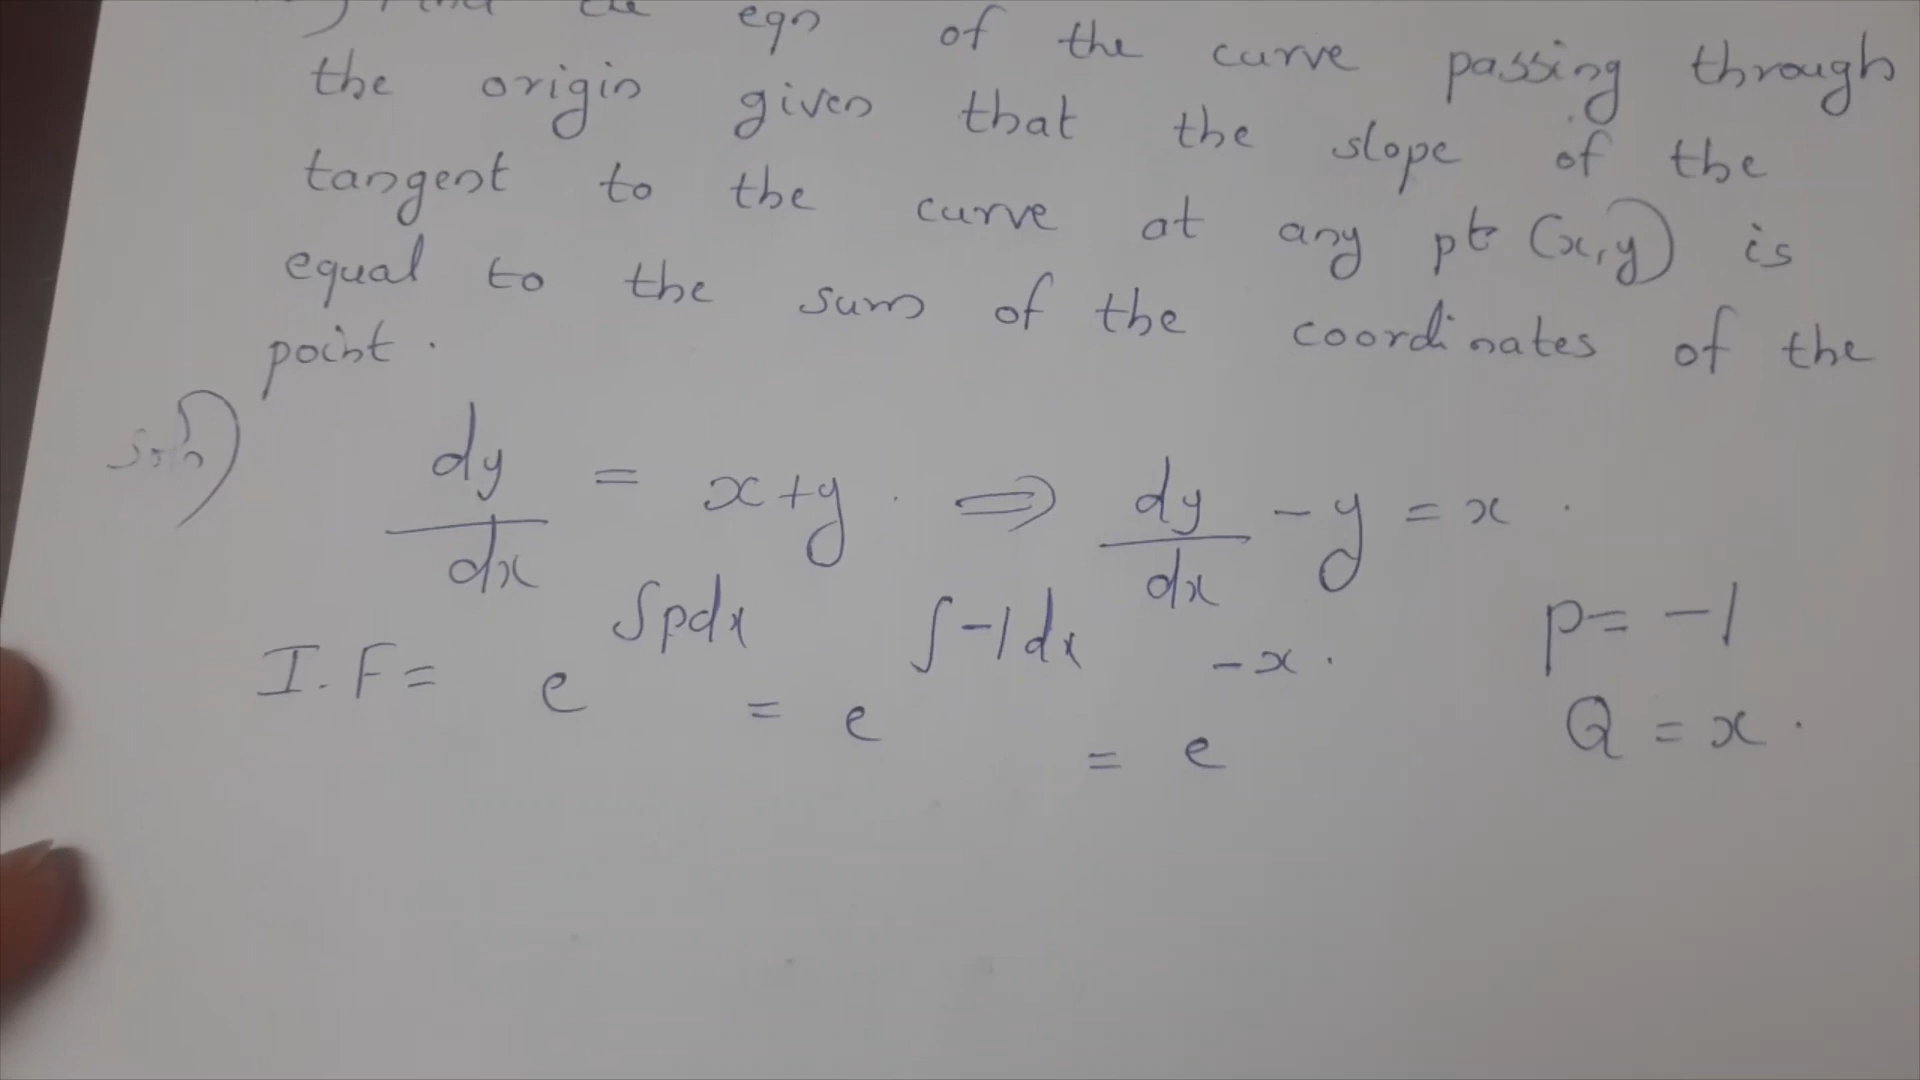 eqn of the curve passing through
the origin given that the slope of the
tangent to the curve at any pt (x,y) is
equal to the sum of the coordinates of the
point.
soln)
dy/dx = x+y. ⇒ dy/dx - y = x.
I.F = e^∫pdx = e^∫-1dx = e^-x.
p = -1
Q = x.